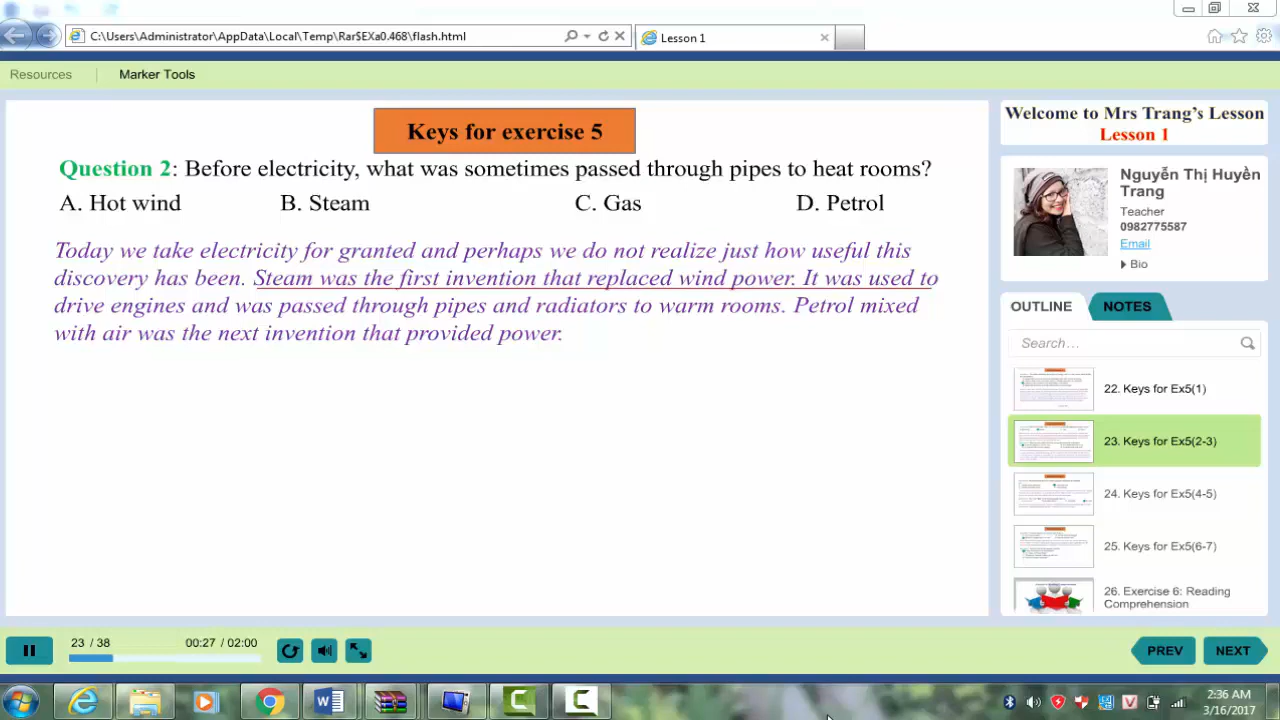 C:\Users\Administrator\AppData\Local\Temp\Rar$EXa0.468\flash.html
Lesson 1
Resources
Marker Tools
Keys for exercise 5
Question 2: Before electricity, what was sometimes passed through pipes to heat rooms?
A. Hot wind B. Steam C. Gas D. Petrol
Today we take electricity for granted and perhaps we do not realize just how useful this
discovery has been. Steam was the first invention that replaced wind power. It was used to
drive engines and was passed through pipes and radiators to warm rooms. Petrol mixed
with air was the next invention that provided power.
Welcome to Mrs Trang's Lesson
Lesson 1
Nguyễn Thị Huyền
Trang
Teacher
0982775587
Email
Bio
OUTLINE
NOTES
Search...
22. Keys for Ex5(1)
23. Keys for Ex5(2-3)
24. Keys for Ex5(4-5)
25. Keys for Ex5(6-7)
26. Exercise 6: Reading
Comprehension
23 / 38
00:27 / 02:00
PREV
NEXT
2:36 AM
3/16/2017